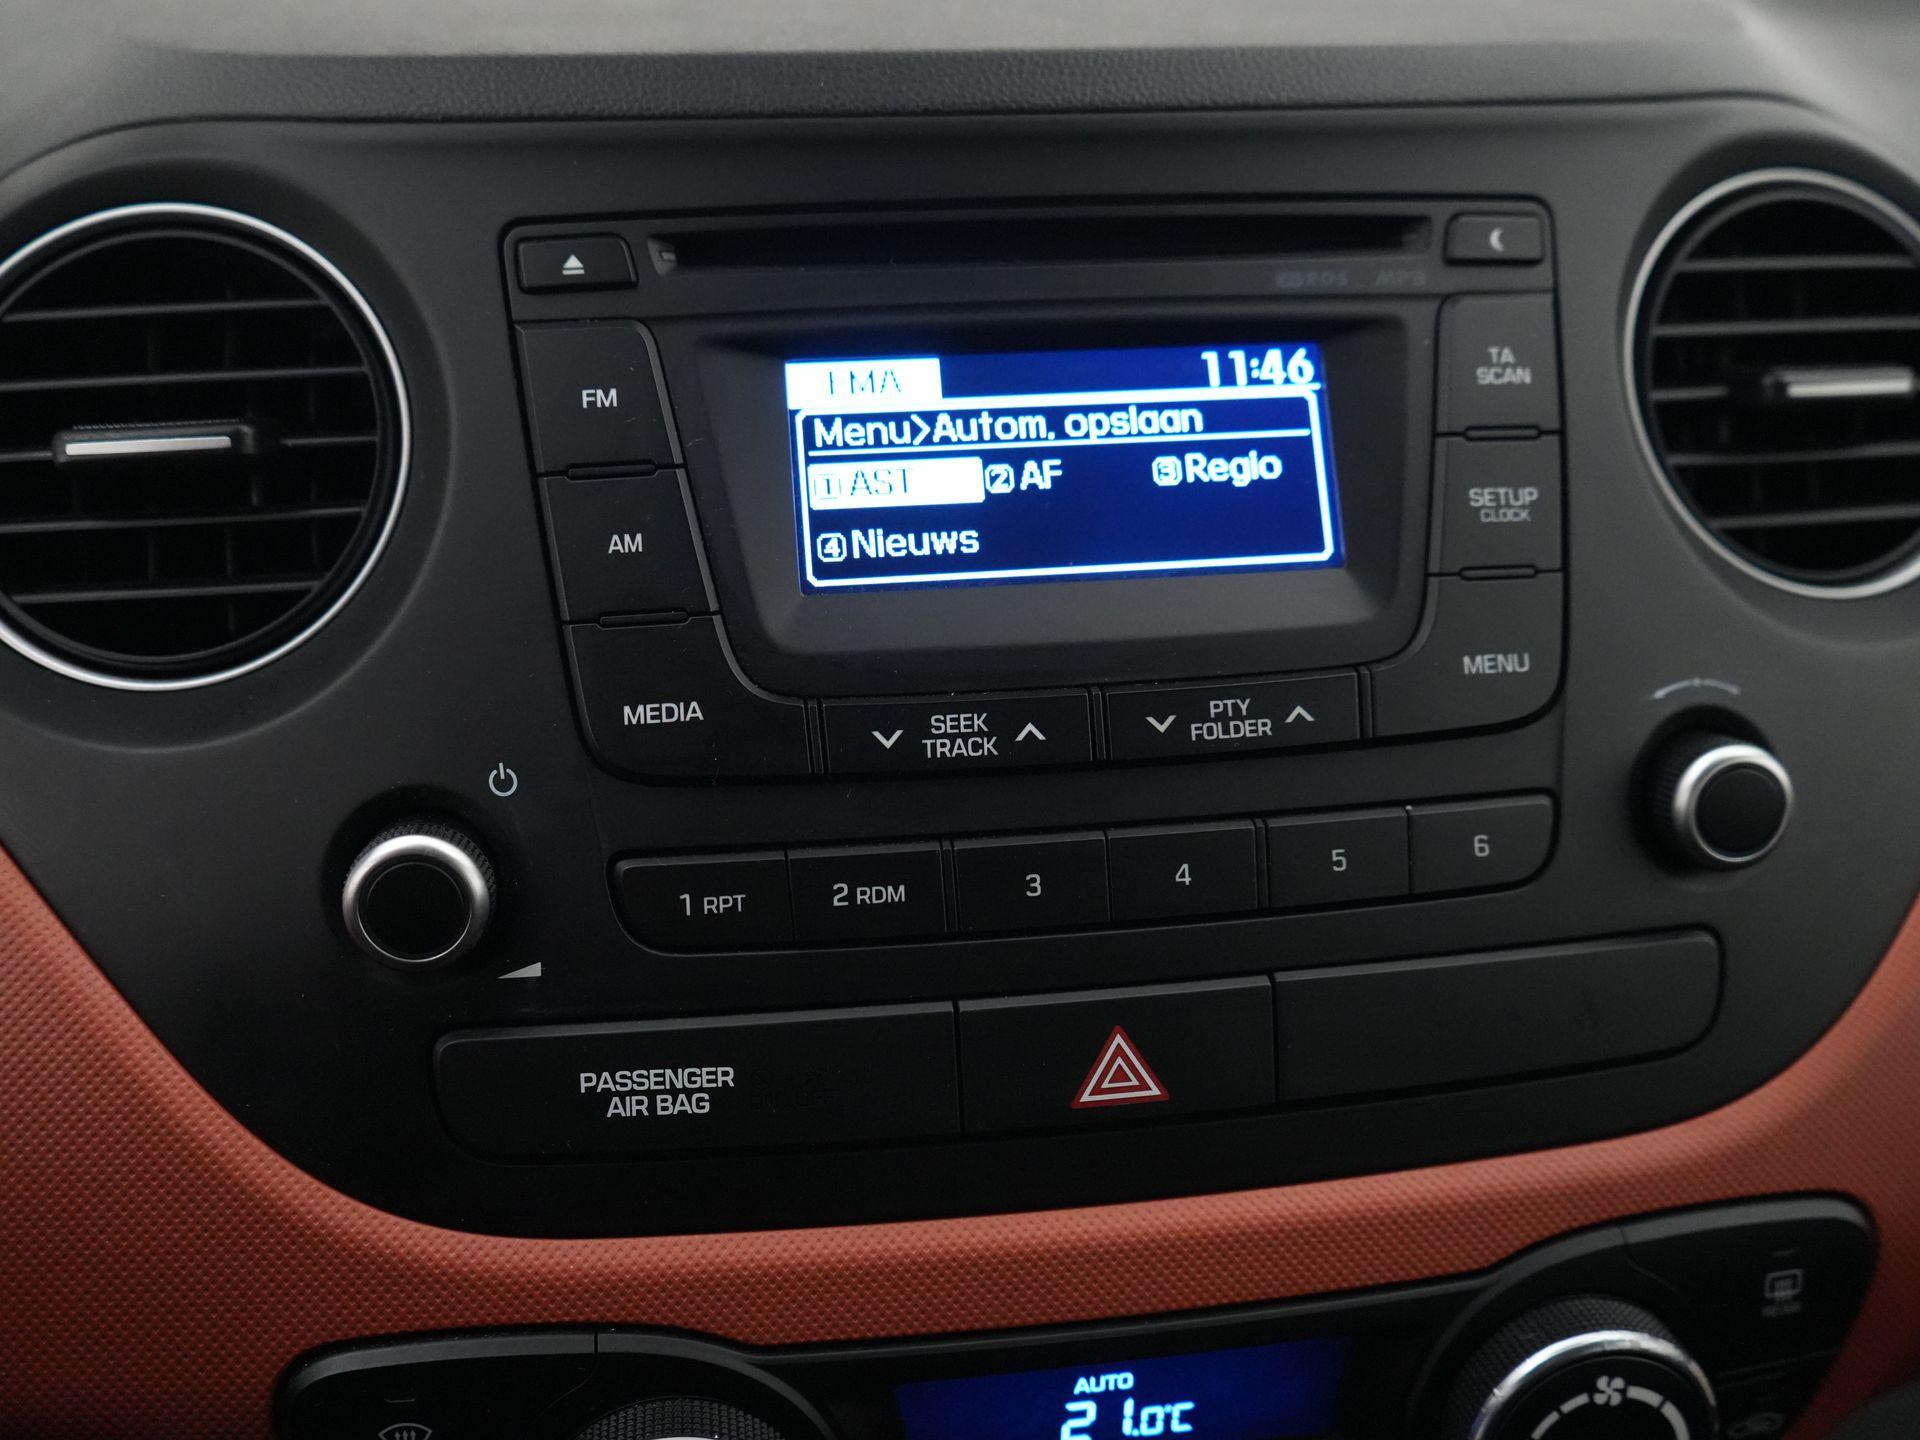 FMA
11:46
Menu>Autom. opslaan
1 AST 2 AF 3 Regio
4 Nieuws
FM
AM
MEDIA
TA
SCAN
SETUP
CLOCK
MENU
SEEK
TRACK
PTY
FOLDER
1 RPT
2 RDM
3
4
5
6
PASSENGER
AIR BAG
AUTO
21.0°C
REAR